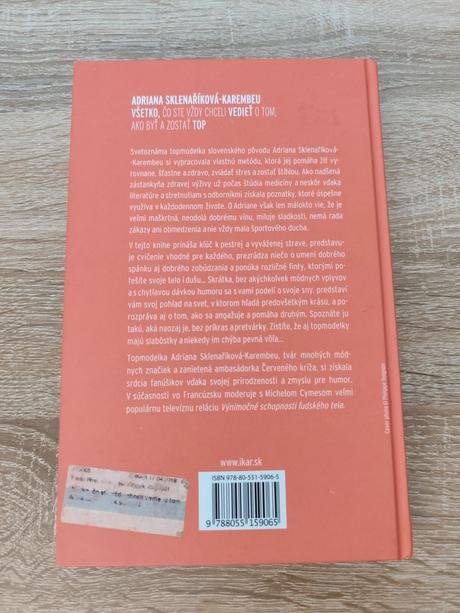 ADRIANA SKLENAŘÍKOVÁ-KAREMBEU
VŠETKO, ČO STE VŽDY CHCELI VEDIEŤ O TOM,
AKO BYŤ A ZOSTAŤ TOP
Svetoznáma topmodelka slovenského pôvodu Adriana Sklenaříková-
-Karembeu si vypracovala vlastnú metódu, ktorá jej pomáha žiť vy-
rovnane, šťastne a zdravo, zvládať stres a zostať štíhlou. Ako nadšená
zástankyňa zdravej výživy už počas štúdia medicíny a neskôr vďaka
literatúre a stretnutiam s odborníkmi získala poznatky, ktoré úspešne
využíva v každodennom živote. O Adriane však len málokto vie, že je
veľmi maškrtná, neodolá dobrému vínu, miluje sladkosti, nemá rada
zákazy ani obmedzenia a nie vždy mala športového ducha.
V tejto knihe prináša kľúč k pestrej a vyváženej strave, predstavu-
je cvičenie vhodné pre každého, prezrádza niečo o umení dobrého
spánku aj dobrého zobúdzania a ponúka rozličné finty, ktorými po-
tešíte svoje telo i dušu... Skrátka, bez akýchkoľvek módnych vplyvov
a s chytľavou dávkou humoru sa s vami podelí o svoje sny, predstaví
vám svoj pohľad na svet, v ktorom hľadá predovšetkým krásu, a po-
rozpráva aj o tom, ako sa angažuje a pomáha druhým. Spoznáte ju
takú, aká naozaj je, bez príkras a pretvárky. Zistíte, že aj topmodelky
majú slabôstky a niekedy im chýba pevná vôľa...
Topmodelka Adriana Sklenaříková-Karembeu, tvár mnohých mód-
nych značiek a zanietená ambasádorka Červeného kríža, si získala
srdcia fanúšikov vďaka svojej prirodzenosti a zmyslu pre humor.
V súčasnosti vo Francúzsku moderuje s Michelom Cymesom veľmi
populárnu televíznu reláciu Výnimočné schopnosti ľudského tela.
Cover photo © Philippe
www.ikar.sk
ISBN 978-80-551-5906-5
9 788055 159065